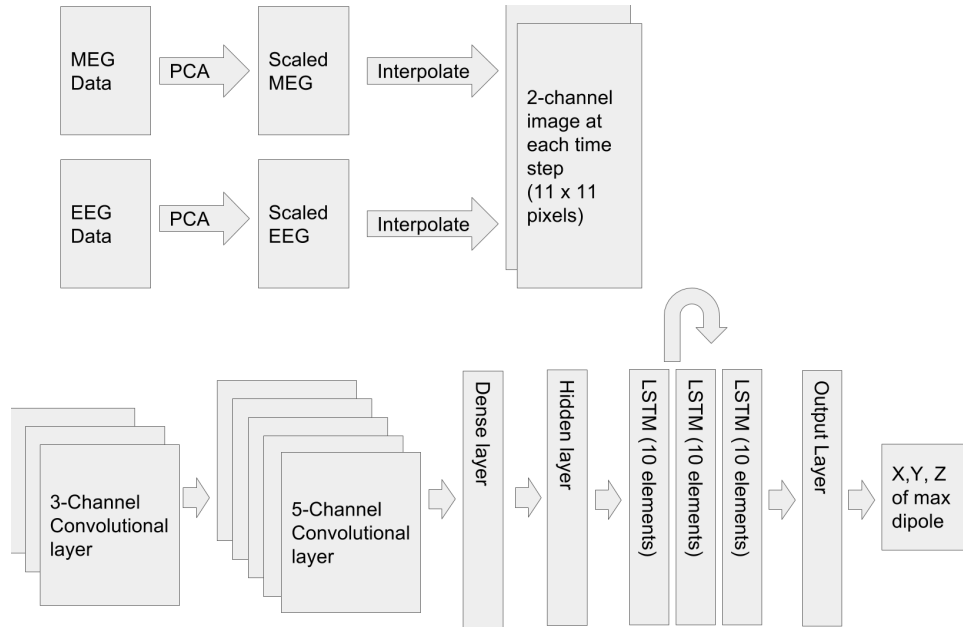 MEG
Data
PCA
Scaled
MEG
Interpolate
2-channel
image at
each time
step
(11 x 11
pixels)
EEG
Data
PCA
Scaled
EEG
Interpolate
3-Channel
Convolutional
layer
5-Channel
Convolutional
layer
Dense layer
Hidden layer
LSTM (10 elements)
LSTM (10 elements)
LSTM (10 elements)
Output Layer
X,Y, Z
of max
dipole